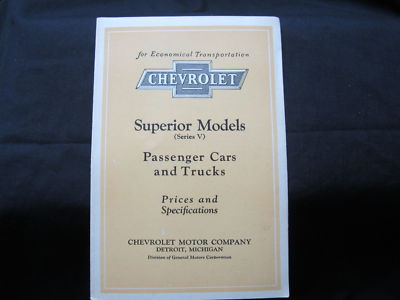 for Economical Transportation
CHEVROLET
Superior Models
(Series V)
Passenger Cars
and Trucks
Prices and
Specifications
CHEVROLET MOTOR COMPANY
DETROIT, MICHIGAN
Division of General Motors Corporation